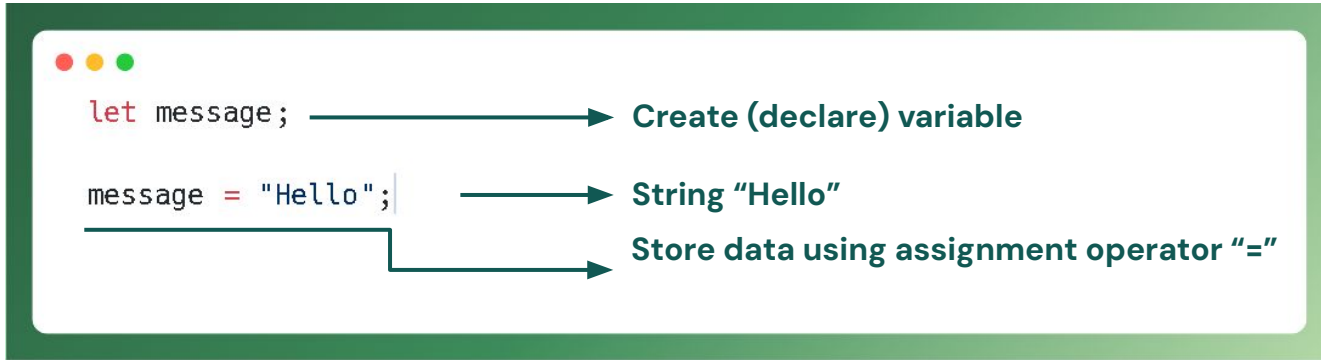 let message;
Create (declare) variable
message = "Hello";
String “Hello”
Store data using assignment operator “=”